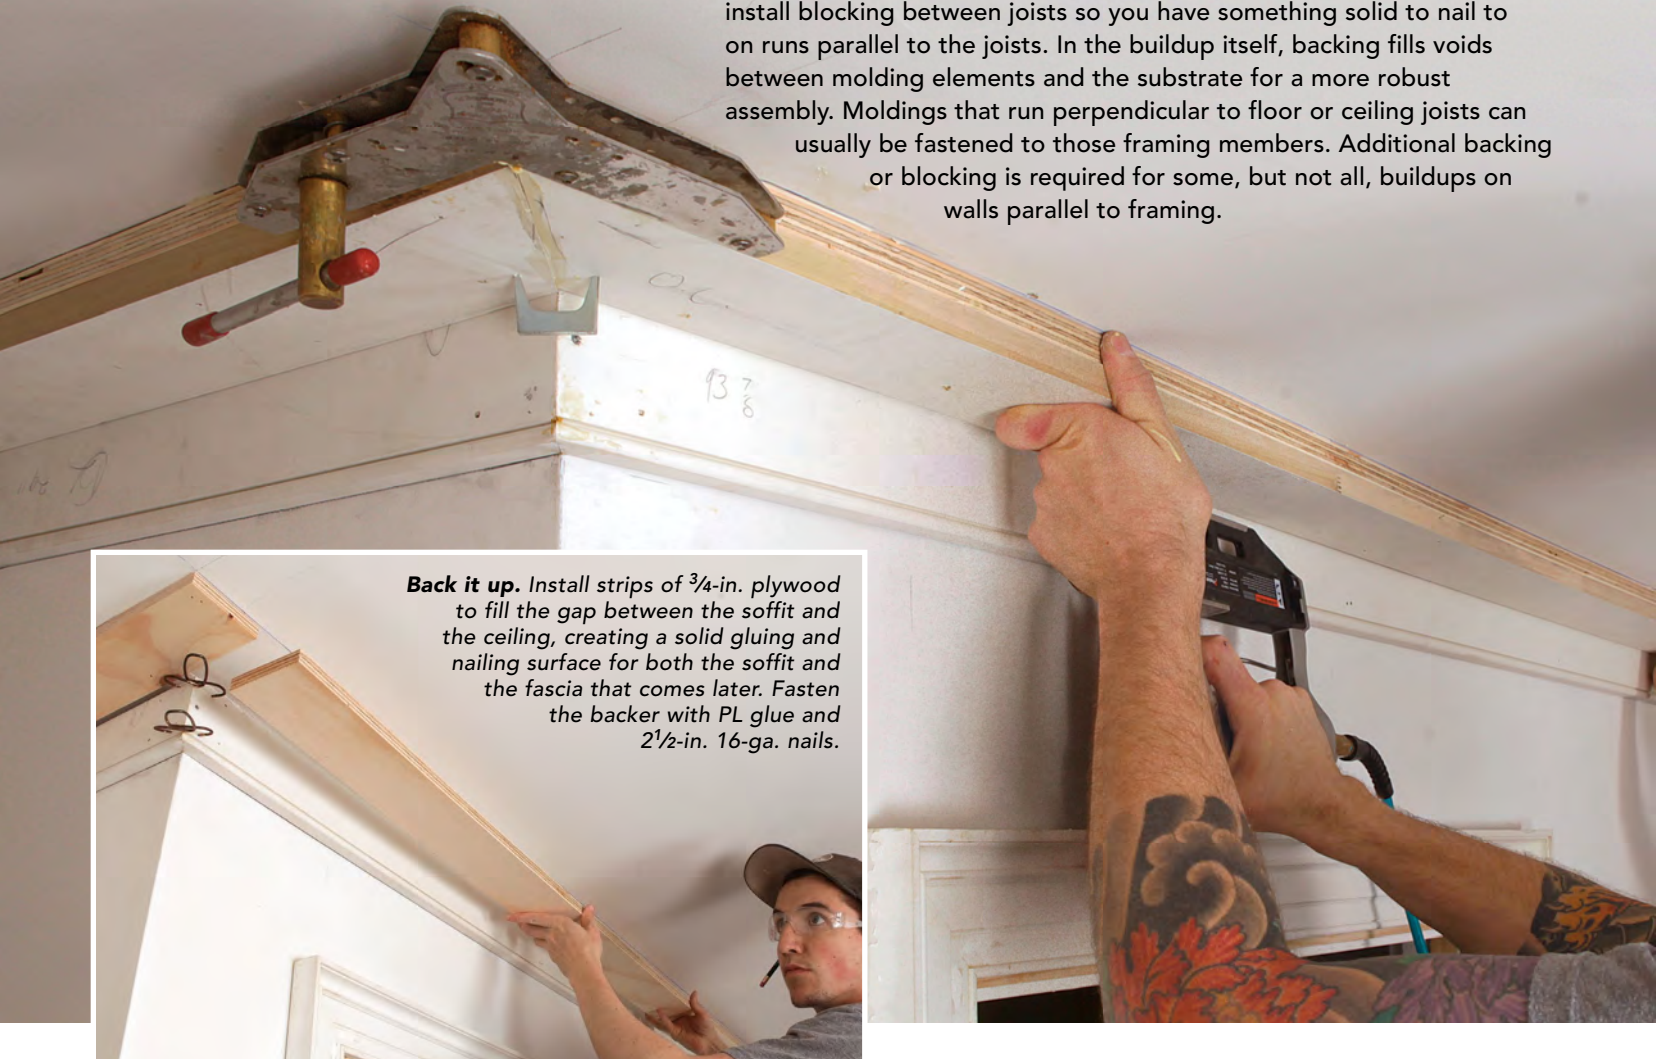 install blocking between joists so you have something solid to nail to
on runs parallel to the joists. In the buildup itself, backing fills voids
between molding elements and the substrate for a more robust
assembly. Moldings that run perpendicular to floor or ceiling joists can
usually be fastened to those framing members. Additional backing
or blocking is required for some, but not all, buildups on
walls parallel to framing.
93 7/8
Back it up. Install strips of 3/4-in. plywood
to fill the gap between the soffit and
the ceiling, creating a solid gluing and
nailing surface for both the soffit and
the fascia that comes later. Fasten
the backer with PL glue and
2 1/2-in. 16-ga. nails.